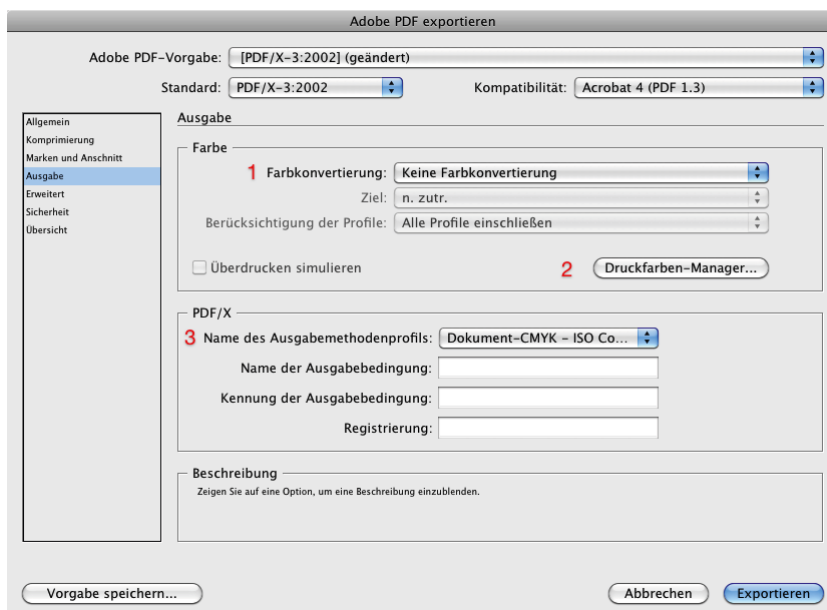 Adobe PDF exportieren
Adobe PDF-Vorgabe: [PDF/X-3:2002] (geändert)
Standard: PDF/X-3:2002 Kompatibilität: Acrobat 4 (PDF 1.3)
Allgemein
Komprimierung
Marken und Anschnitt
Ausgabe
Erweitert
Sicherheit
Übersicht
Ausgabe
Farbe
1 Farbkonvertierung: Keine Farbkonvertierung
Ziel: n. zutr.
Berücksichtigung der Profile: Alle Profile einschließen
Überdrucken simulieren 2 Druckfarben-Manager...
PDF/X
3 Name des Ausgabemethodenprofils: Dokument-CMYK – ISO Co...
Name der Ausgabebedingung:
Kennung der Ausgabebedingung:
Registrierung:
Beschreibung
Zeigen Sie auf eine Option, um eine Beschreibung einzublenden.
Vorgabe speichern... Abbrechen Exportieren